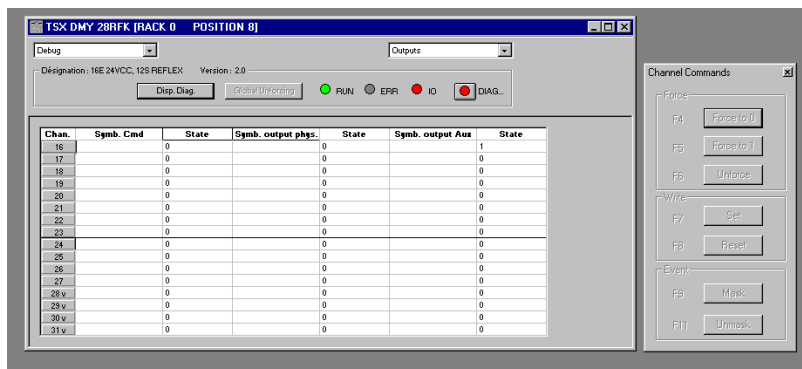 TSX DMY 28RFK [RACK 0 POSITION 8]
Debug Outputs
Désignation : 16E 24VCC, 12S REFLEX Version : 2.0
Disp. Diag. Global Unforcing RUN ERR IO DIAG...
Chan. Symb. Cmd State Symb. output phys. State Symb. output Aux State
16 0 0 1
17 0 0 0
18 0 0 0
19 0 0 0
20 0 0 0
21 0 0 0
22 0 0 0
23 0 0 0
24 0 0 0
25 0 0 0
26 0 0 0
27 0 0 0
28 v 0 0 0
29 v 0 0 0
30 v 0 0 0
31 v 0 0 0
Channel Commands
Force
F4 Force to 0
F5 Force to 1
F6 Unforce
Write
F7 Set
F8 Reset
Event
F9 Mask
F11 Unmask